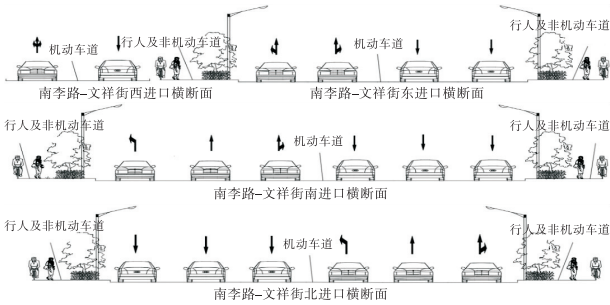 机动车道 行人及非机动车道 机动车道 行人及非机动车道
南李路–文祥街西进口横断面 南李路–文祥街东进口横断面
行人及非机动车道 机动车道 行人及非机动车道
南李路–文祥街南进口横断面
行人及非机动车道 机动车道 行人及非机动车道
南李路–文祥街北进口横断面